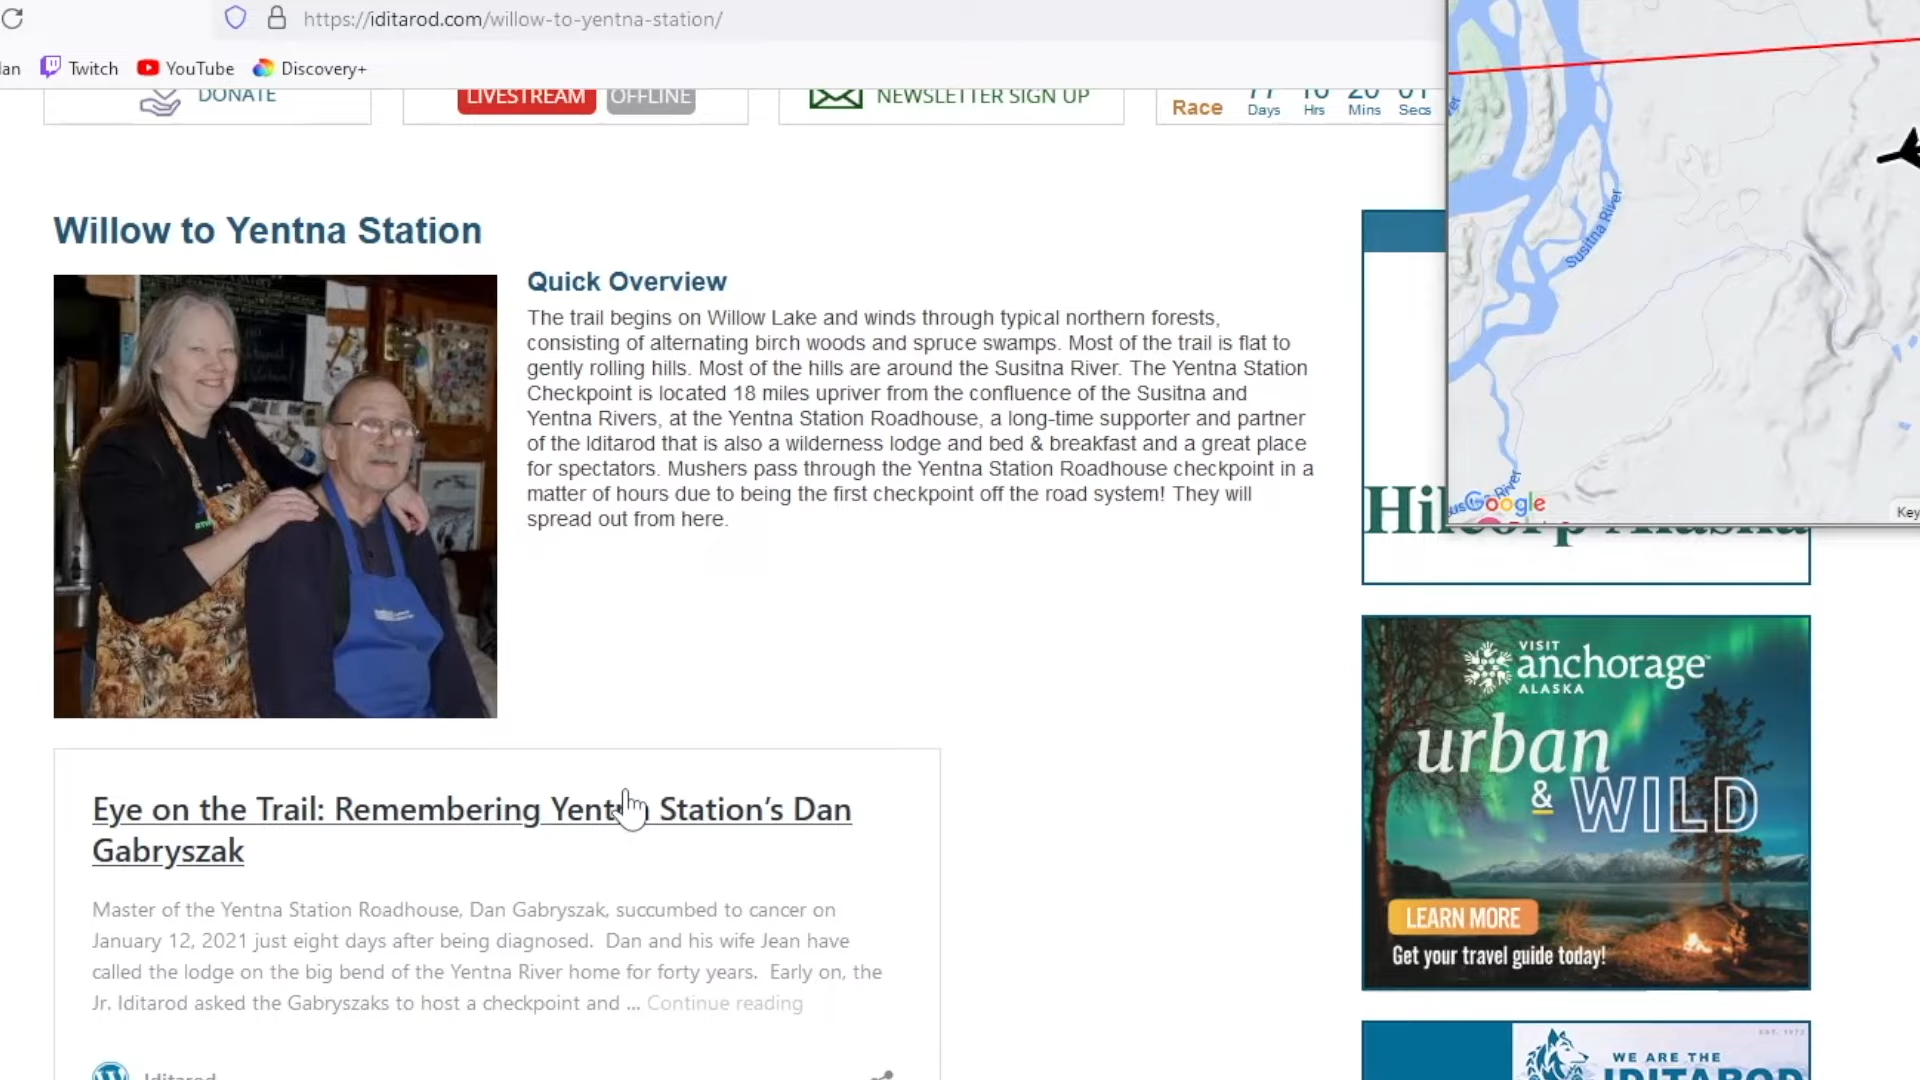 https://iditarod.com/willow-to-yentna-station/
Twitch
YouTube
Discovery+
DONATE
LIVESTREAM
OFFLINE
NEWSLETTER SIGN UP
Race
Days
Hrs
Mins
Secs
Willow to Yentna Station
Quick Overview
The trail begins on Willow Lake and winds through typical northern forests,
consisting of alternating birch woods and spruce swamps. Most of the trail is flat to
gently rolling hills. Most of the hills are around the Susitna River. The Yentna Station
Checkpoint is located 18 miles upriver from the confluence of the Susitna and
Yentna Rivers, at the Yentna Station Roadhouse, a long-time supporter and partner
of the Iditarod that is also a wilderness lodge and bed & breakfast and a great place
for spectators. Mushers pass through the Yentna Station Roadhouse checkpoint in a
matter of hours due to being the first checkpoint off the road system! They will
spread out from here.
Eye on the Trail: Remembering Yentna Station’s Dan
Gabryszak
Master of the Yentna Station Roadhouse, Dan Gabryszak, succumbed to cancer on
January 12, 2021 just eight days after being diagnosed.  Dan and his wife Jean have
called the lodge on the big bend of the Yentna River home for forty years.  Early on, the
Jr. Iditarod asked the Gabryszaks to host a checkpoint and ... Continue reading
Iditarod
Susitna River
River
Google
Key
Hilcorp Alaska
VISIT
anchorage
ALASKA
urban
& WILD
LEARN MORE
Get your travel guide today!
WE ARE THE
IDITAROD